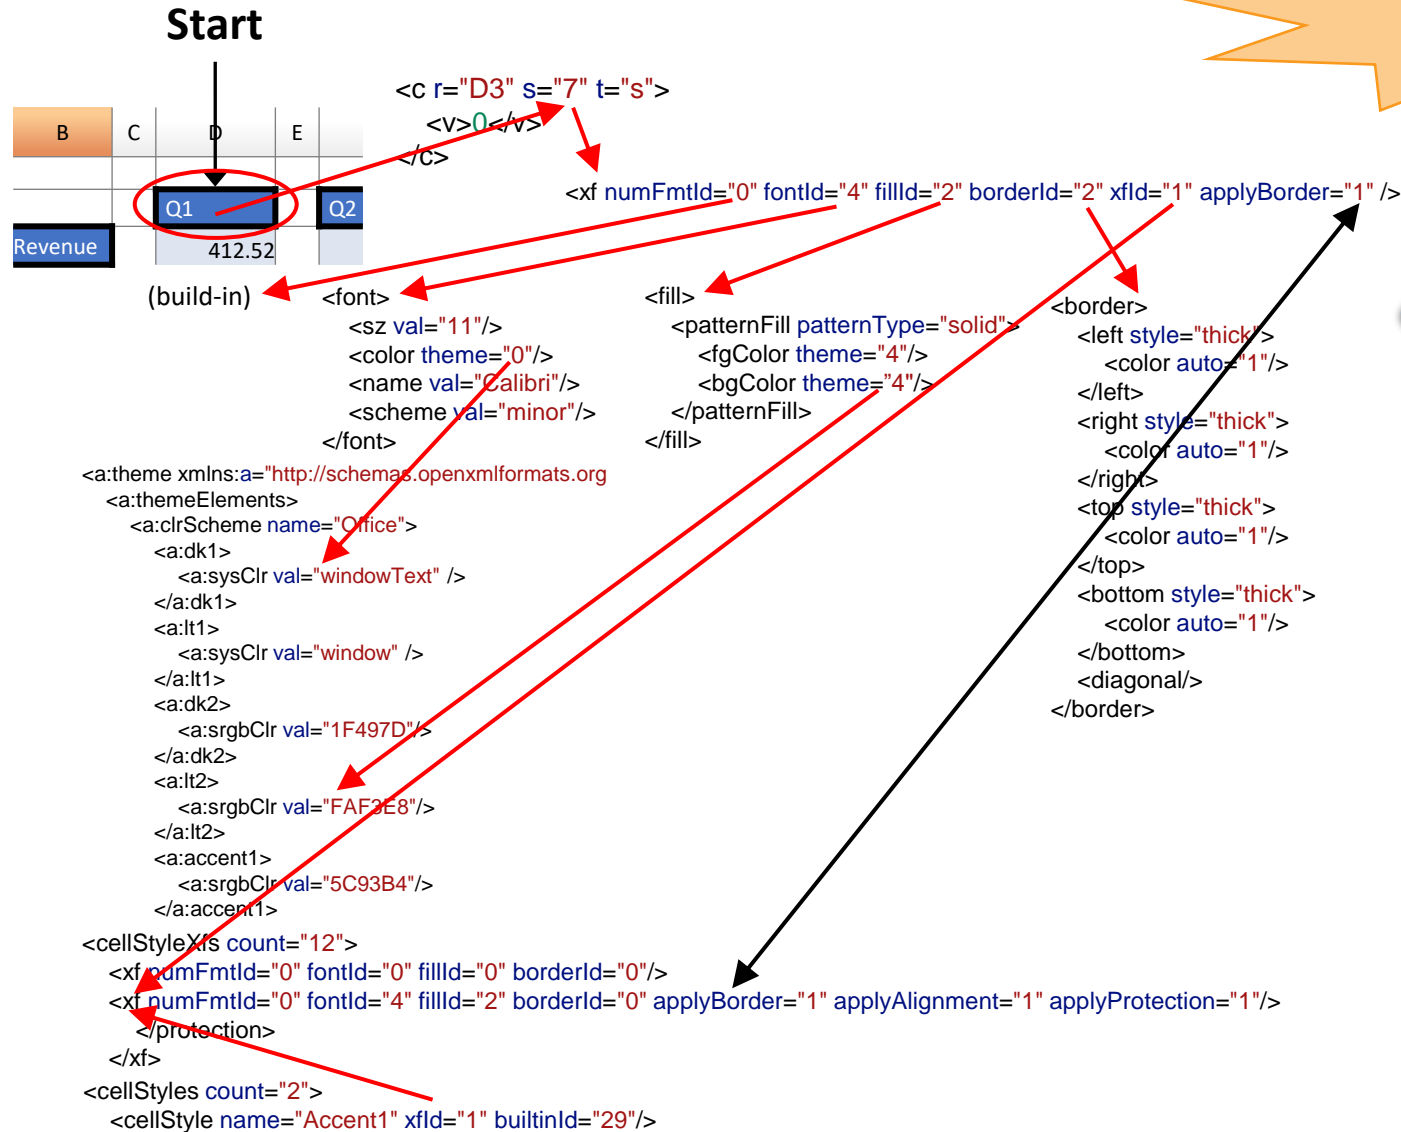 Start
<c r="D3" s="7" t="s">
<v>0</v>
</c>
B C D E
Q1 Q2
Revenue 412.52
<xf numFmtId="0" fontId="4" fillId="2" borderId="2" xfId="1" applyBorder="1" />
(build-in)
<font>
<sz val="11"/>
<color theme="0"/>
<name val="Calibri"/>
<scheme val="minor"/>
</font>
<fill>
<patternFill patternType="solid">
<fgColor theme="4"/>
<bgColor theme=”4"/>
</patternFill>
</fill>
<border>
<left style="thick">
<color auto="1"/>
</left>
<right style="thick">
<color auto="1"/>
</right>
<top style="thick">
<color auto="1"/>
</top>
<bottom style="thick">
<color auto="1"/>
</bottom>
<diagonal/>
</border>
<a:theme xmlns:a="http://schemas.openxmlformats.org
<a:themeElements>
<a:clrScheme name="Office">
<a:dk1>
<a:sysClr val="windowText" />
</a:dk1>
<a:lt1>
<a:sysClr val="window" />
</a:lt1>
<a:dk2>
<a:srgbClr val="1F497D"/>
</a:dk2>
<a:lt2>
<a:srgbClr val="FAF3E8"/>
</a:lt2>
<a:accent1>
<a:srgbClr val="5C93B4"/>
</a:accent1>
<cellStyleXfs count="12">
<xf numFmtId="0" fontId="0" fillId="0" borderId="0"/>
<xf numFmtId="0" fontId="4" fillId="2" borderId="0" applyBorder="1" applyAlignment="1" applyProtection="1"/>
</protection>
</xf>
<cellStyles count="2">
<cellStyle name="Accent1" xfId="1" builtinId="29"/>